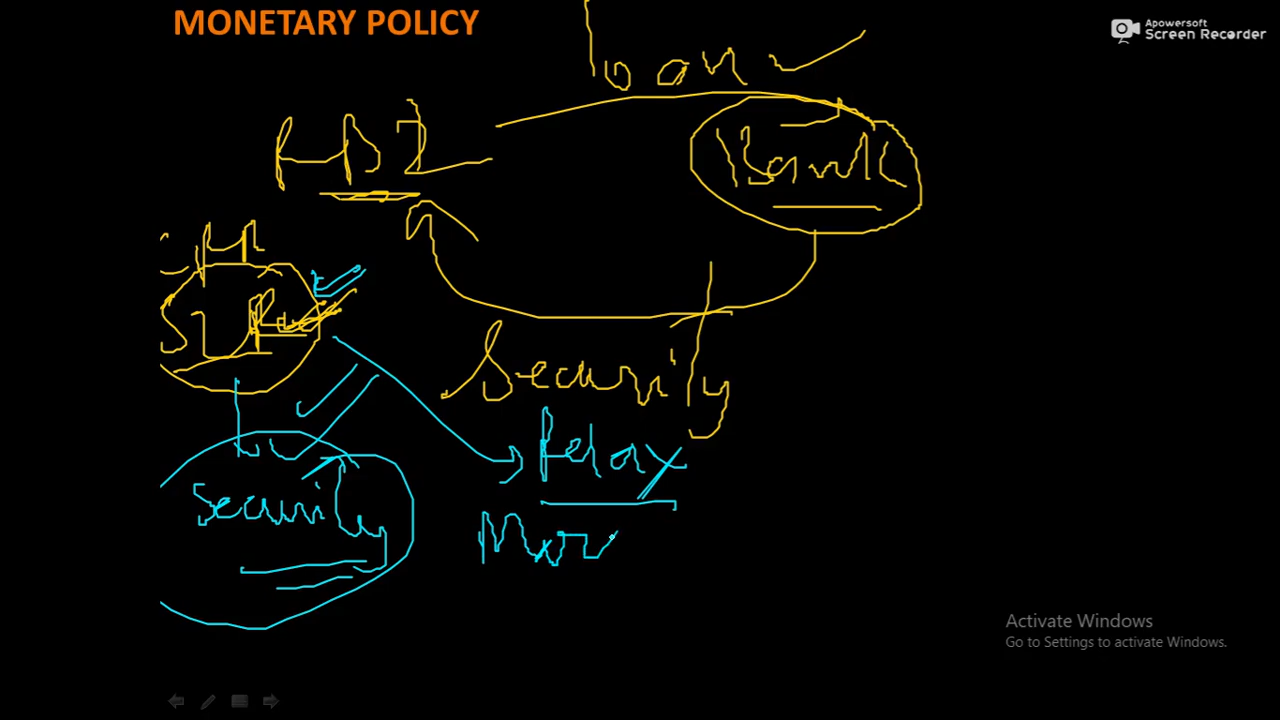 MONETARY POLICY
Apowersoft
Screen Recorder
loan
RBI
Bank
Security
Relax
Security
Activate Windows
Go to Settings to activate Windows.